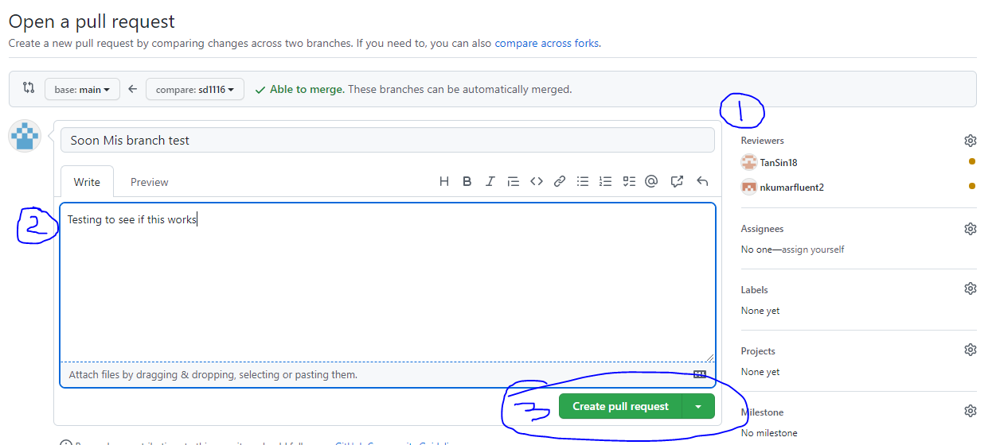 Open a pull request
Create a new pull request by comparing changes across two branches. If you need to, you can also compare across forks.
base: main compare: sd1116 Able to merge. These branches can be automatically merged.
1
Soon Mis branch test
Write Preview
2
Testing to see if this works
Attach files by dragging & dropping, selecting or pasting them.
3
Create pull request
Reviewers
TanSin18
nkumarfluent2
Assignees
No one—assign yourself
Labels
None yet
Projects
None yet
Milestone
No milestone